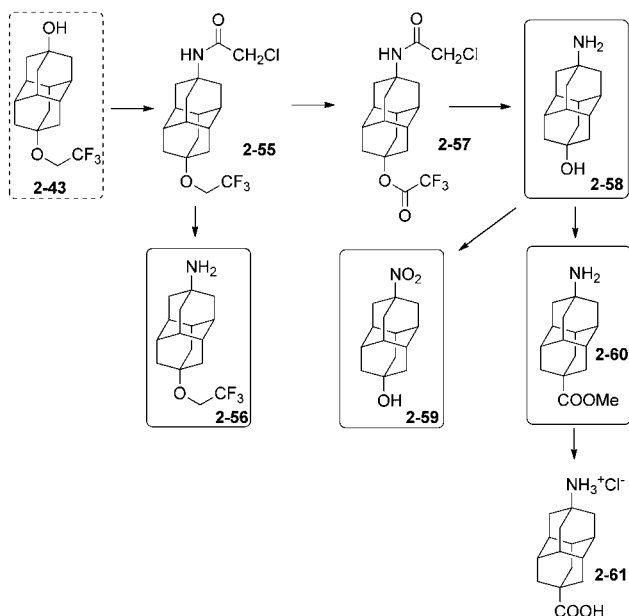 OH
O
CF₃
2-43
O
HN
CH₂Cl
2-55
O
CF₃
O
HN
CH₂Cl
2-57
O
CF₃
O
NH₂
OH
2-58
NH₂
O
CF₃
2-56
NO₂
OH
2-59
NH₂
2-60
COOMe
NH₃⁺Cl⁻
2-61
COOH